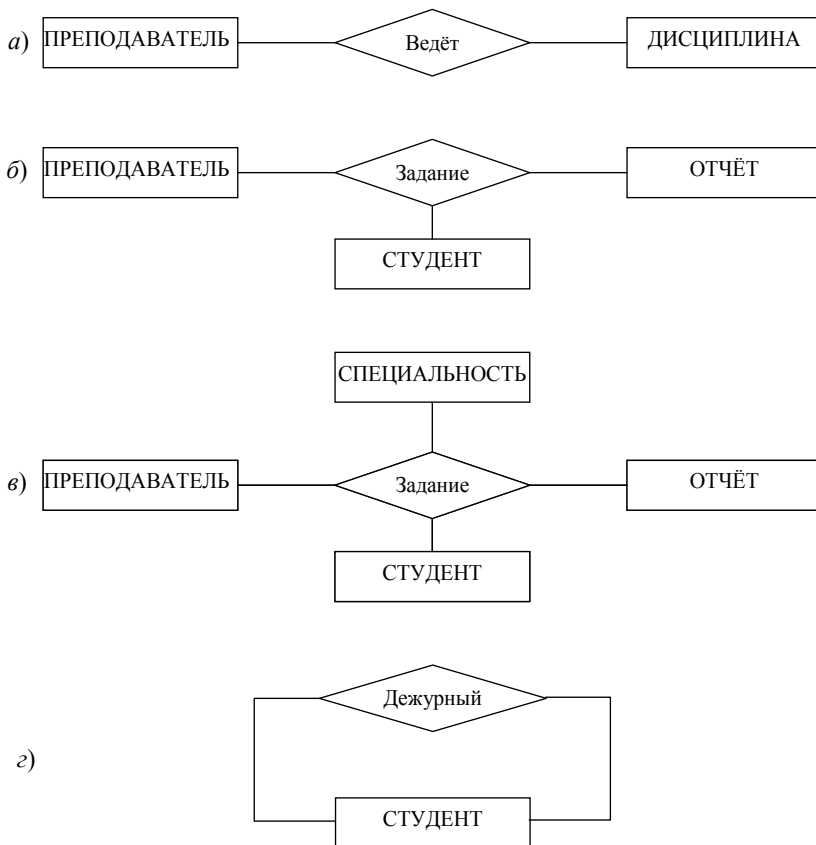 а) ПРЕПОДАВАТЕЛЬ Ведёт ДИСЦИПЛИНА
б) ПРЕПОДАВАТЕЛЬ Задание ОТЧЁТ
СТУДЕНТ
СПЕЦИАЛЬНОСТЬ
в) ПРЕПОДАВАТЕЛЬ Задание ОТЧЁТ
СТУДЕНТ
Дежурный
г)
СТУДЕНТ